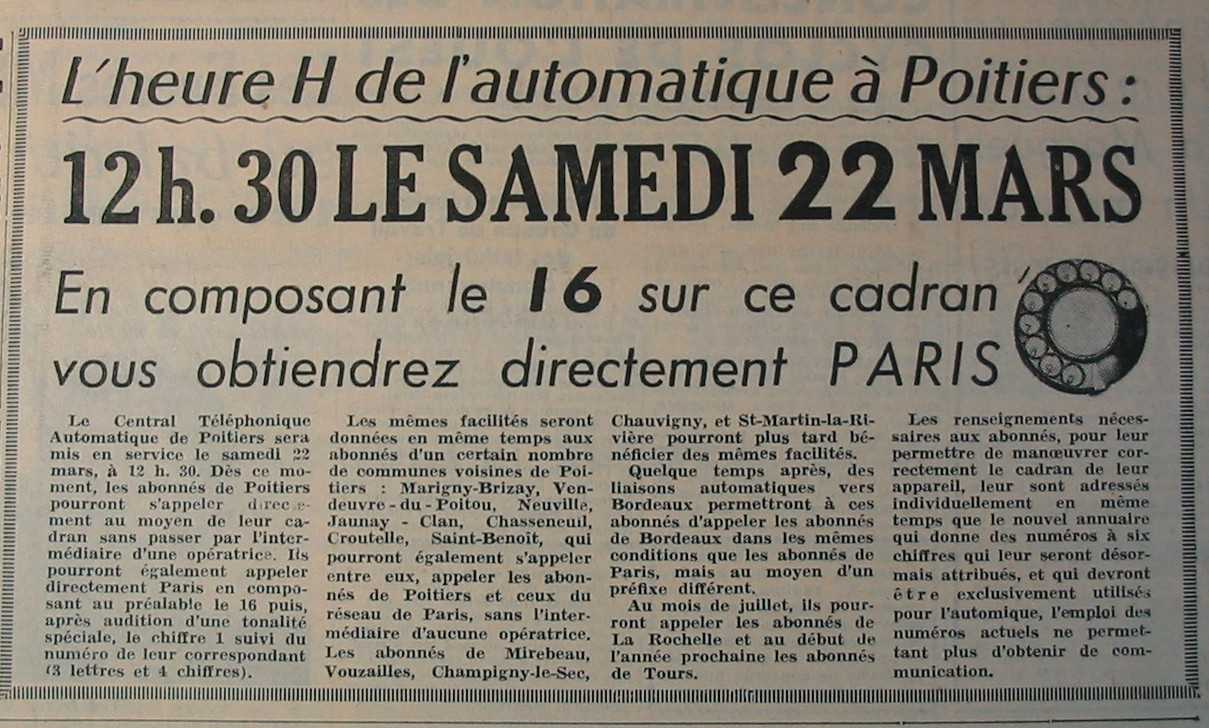 L'heure H de l'automatique à Poitiers :
12 h. 30 LE SAMEDI 22 MARS
En composant le 16 sur ce cadran
vous obtiendrez directement PARIS
Le Central Téléphonique
Automatique de Poitiers sera
mis en service le samedi 22
mars, à 12 h. 30. Dès ce mo-
ment, les abonnés de Poitiers
pourront s'appeler directe-
ment au moyen de leur ca-
dran sans passer par l'inter-
médiaire d'une opératrice. Ils
pourront également appeler
directement Paris en compo-
sant au préalable le 16 puis,
après audition d'une tonalité
spéciale, le chiffre 1 suivi du
numéro de leur correspondant
(3 lettres et 4 chiffres).
Les mêmes facilités seront
données en même temps aux
abonnés d'un certain nombre
de communes voisines de Poi-
tiers : Marigny-Brizay, Ven-
deuvre-du-Poitou, Neuville,
Jaunay - Clan, Chasseneuil,
Croutelle, Saint-Benoît, qui
pourront également s'appeler
entre eux, appeler les abon-
nés de Poitiers et ceux du
réseau de Paris, sans l'inter-
médiaire d'aucune opératrice.
Les abonnés de Mirebeau,
Vouzailles, Champigny-le-Sec,
Chauvigny, et St-Martin-la-Ri-
vière pourront plus tard bé-
néficier des mêmes facilités.
Quelque temps après, des
liaisons automatiques vers
Bordeaux permettront à ces
abonnés d'appeler les abonnés
de Bordeaux dans les mêmes
conditions que les abonnés de
Paris, mais au moyen d'un
préfixe différent.
Au mois de juillet, ils pour-
ront appeler les abonnés de
La Rochelle et au début de
l'année prochaine les abonnés
de Tours.
Les renseignements néces-
saires aux abonnés, pour leur
permettre de manœuvrer cor-
rectement le cadran de leur
appareil, leur sont adressés
individuellement en même
temps que le nouvel annuaire
qui donne des numéros à six
chiffres qui leur seront désor-
mais attribués, et qui devront
être exclusivement utilisés
pour l'automique, l'emploi des
numéros actuels ne permet-
tant plus d'obtenir de com-
munication.